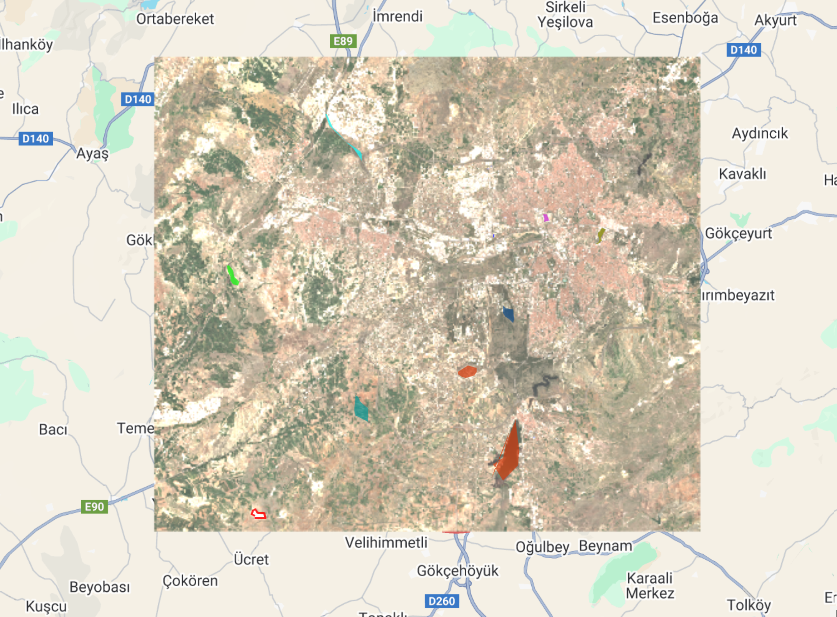 Ortabereket
İmrendi
Sirkeli
Yeşilova
Esenboğa
Akyurt
lhanköy
E89
D140
D140
Ilıca
D140
Ayaş
Aydıncık
Kavaklı
Ha
Gök
Gökçeyurt
ırımbeyazıt
Bacı
Teme
E90
Velihimmetli
Oğulbey
Beynam
Ücret
Gökçehöyük
Çokören
Beyobası
Karaali
Merkez
Kuşcu
D260
Tolköy